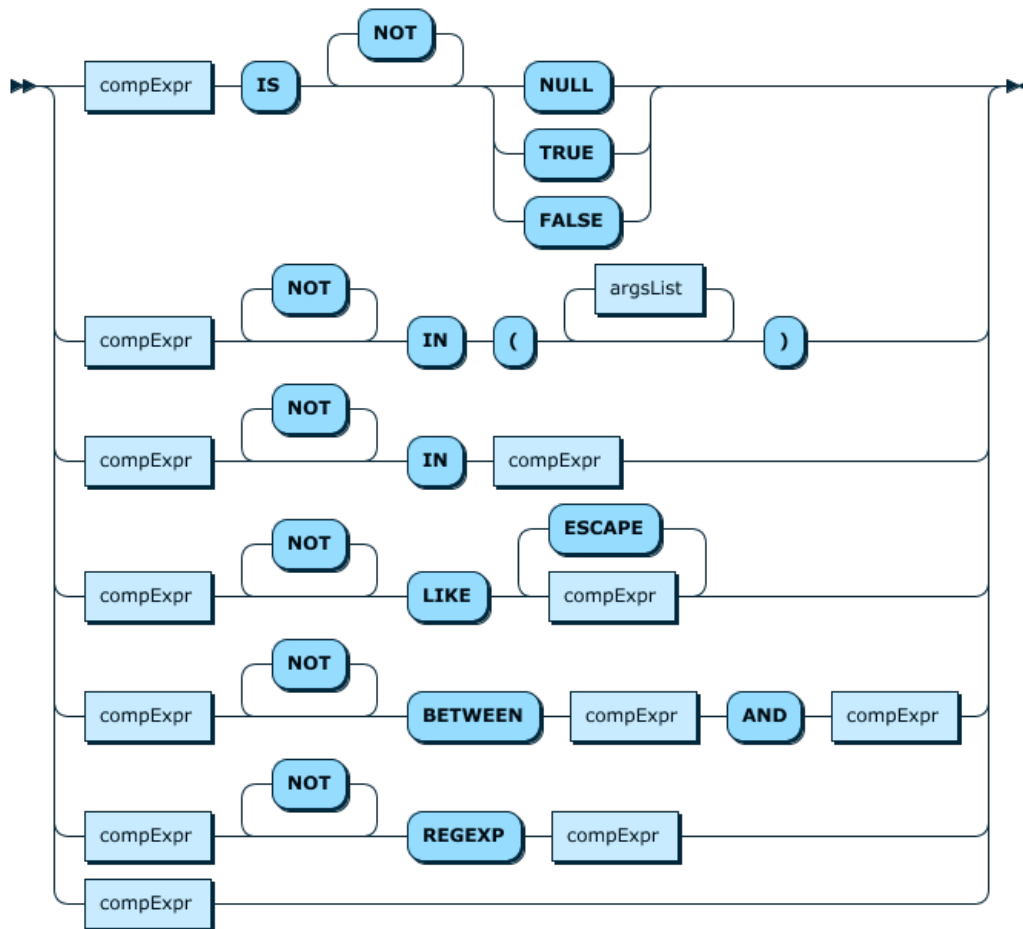 NOT
compExpr IS NULL
TRUE
FALSE
NOT argsList
compExpr IN ( )
NOT
compExpr IN compExpr
NOT ESCAPE
compExpr LIKE compExpr
NOT
compExpr BETWEEN compExpr AND compExpr
NOT
compExpr REGEXP compExpr
compExpr